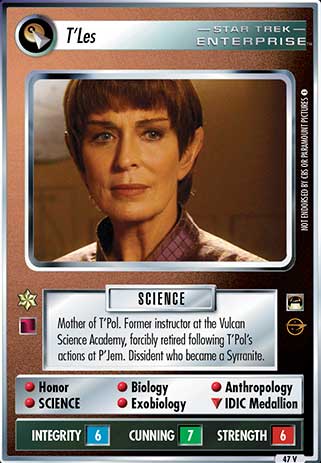 T'Les
STAR TREK
ENTERPRISE™
NOT ENDORSED BY CBS OR PARAMOUNT PICTURES
SCIENCE
Mother of T'Pol. Former instructor at the Vulcan
Science Academy, forcibly retired following T'Pol's
actions at P'Jem. Dissident who became a Syrranite.
Honor Biology Anthropology
SCIENCE Exobiology IDIC Medallion
INTEGRITY 6 CUNNING 7 STRENGTH 6
47 V